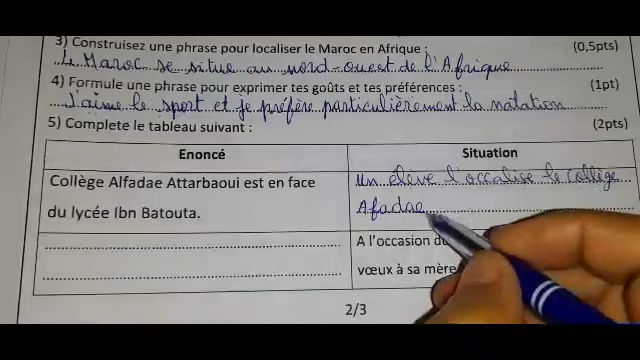 3) Construisez une phrase pour localiser le Maroc en Afrique : (0,5pts)
Le Maroc se situe au nord-ouest de l'Afrique
4) Formule une phrase pour exprimer tes goûts et tes préférences : (1pt)
J'aime le sport et je préfère particulièrement la natation
5) Complete le tableau suivant : (2pts)
Enoncé
Situation
Collège Alfadae Attarbaoui est en face
du lycée Ibn Batouta.
Un élève l'occalise le Collège
Afadae
A l'occasion
vœux à sa mère
2/3